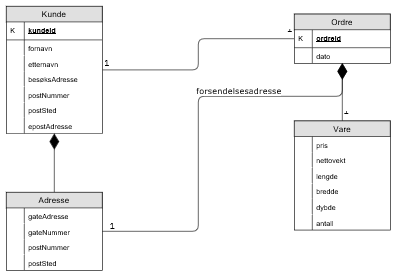 Kunde
K kundeId
fornavn
etternavn
besøksAdresse
postNummer
postSted
epostAdresse
1
Ordre
K ordreId
dato
forsendelsesadresse
Vare
pris
nettovekt
lengde
bredde
dybde
antall
Adresse
gateAdresse
gateNummer
postNummer
postSted
1